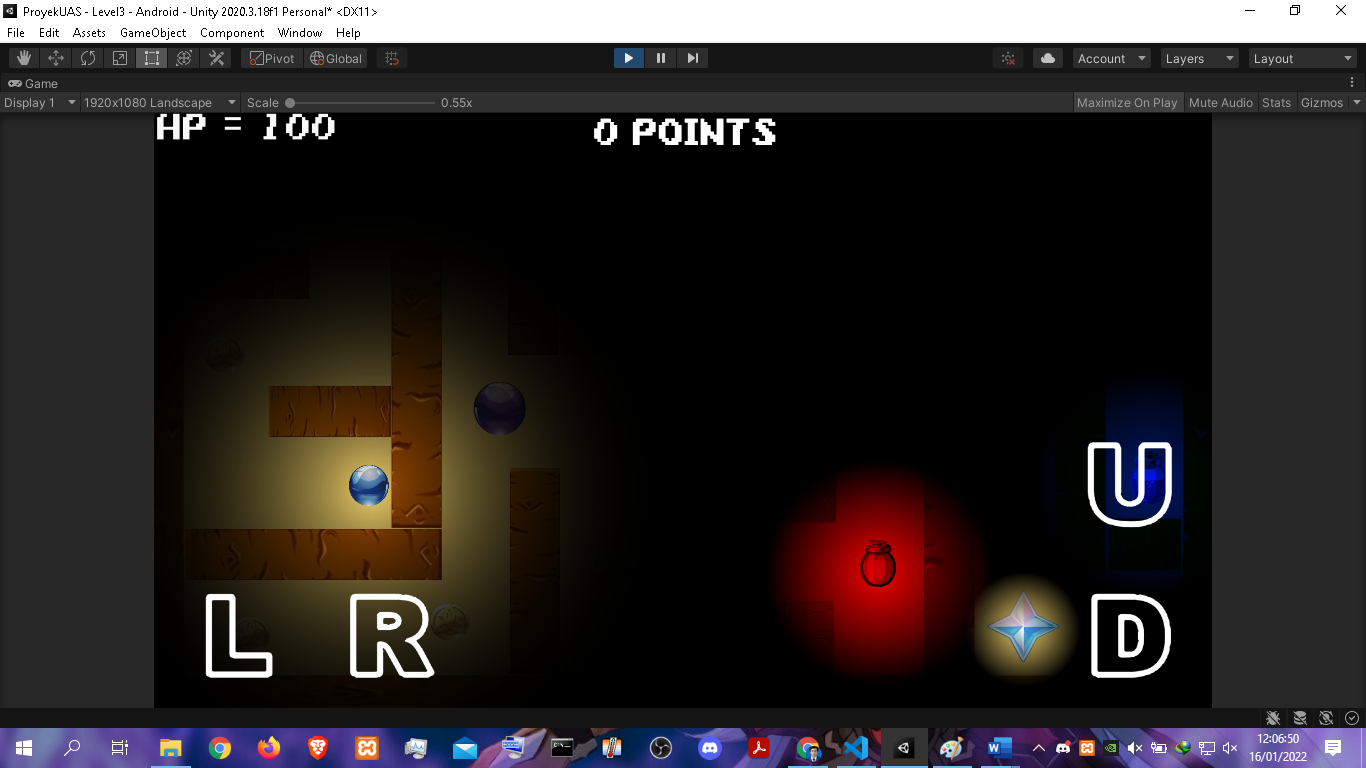 ProyekUAS - Level3 - Android - Unity 2020.3.18f1 Personal* <DX11>
File Edit Assets GameObject Component Window Help
Pivot Global Account Layers Layout
Game
Display 1 1920x1080 Landscape Scale 0.55x Maximize On Play Mute Audio Stats Gizmos
HP = 100 0 POINTS
U
L R D
12:06:50
16/01/2022